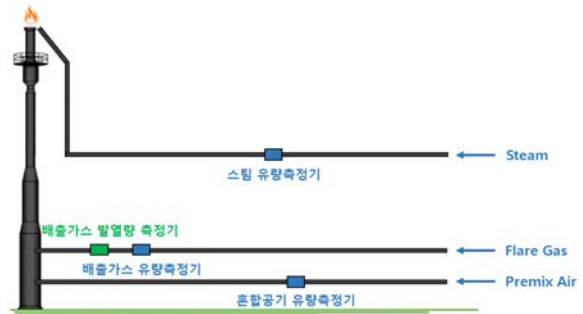 Steam
스팀 유량측정기
배출가스 발열량 측정기
Flare Gas
배출가스 유량측정기
Premix Air
혼합공기 유량측정기